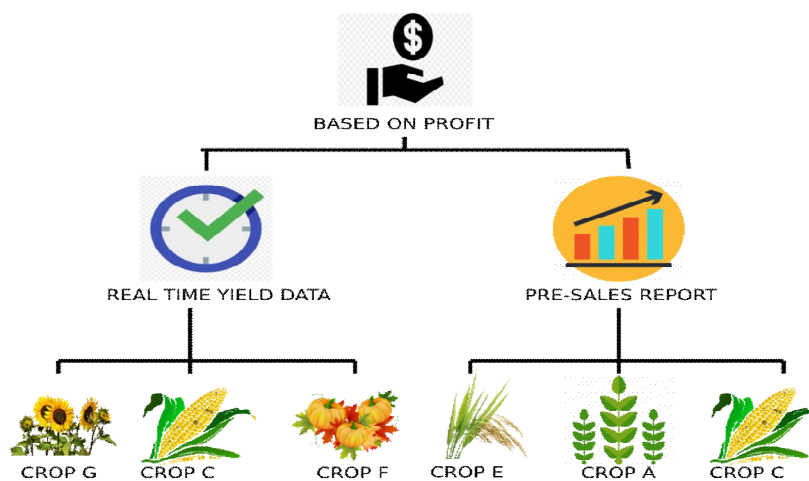 $
BASED ON PROFIT
REAL TIME YIELD DATA
PRE-SALES REPORT
CROP G
CROP C
CROP F
CROP E
CROP A
CROP C